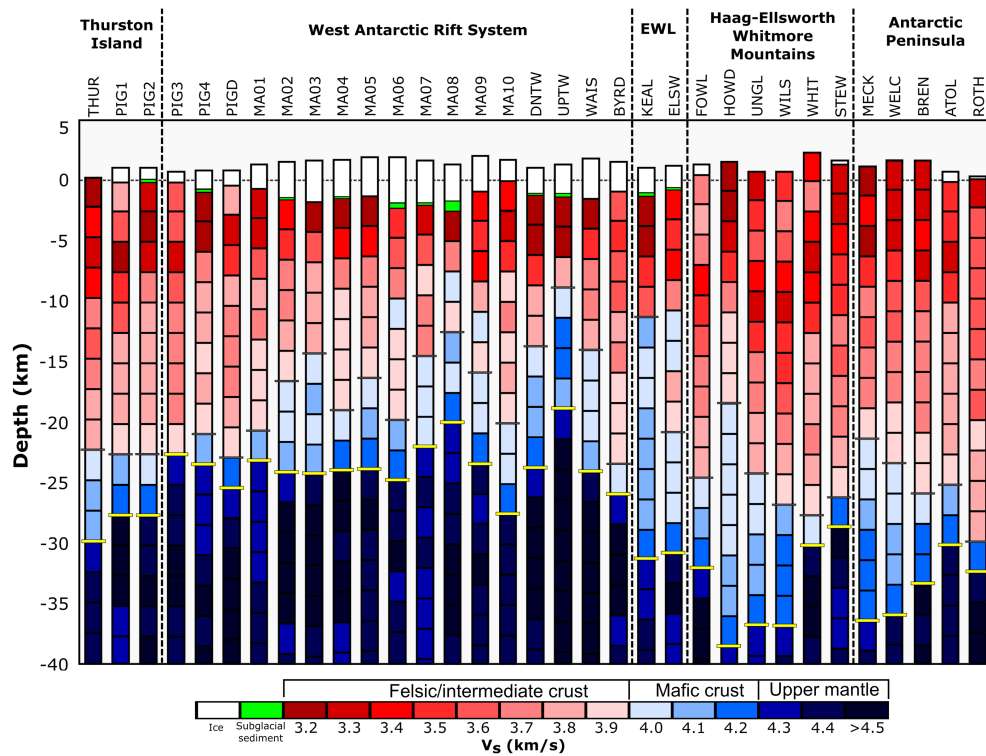 Thurston
Island
West Antarctic Rift System
EWL
Haag-Ellsworth
Whitmore
Mountains
Antarctic
Peninsula
THUR PIG1 PIG2 PIG3 PIG4 PIGD MA01 MA02 MA03 MA04 MA05 MA06 MA07 MA08 MA09 MA10 DNTW UPTW WAIS BYRD KEAL ELSW FOWL HOWD UNGL WILS WHIT STEW MECK WELC BREN ATOL ROTH
5
0
-5
-10
-15
-20
-25
-30
-35
-40
Depth (km)
Felsic/intermediate crust Mafic crust Upper mantle
Ice Subglacial sediment 3.2 3.3 3.4 3.5 3.6 3.7 3.8 3.9 4.0 4.1 4.2 4.3 4.4 >4.5
Vs (km/s)